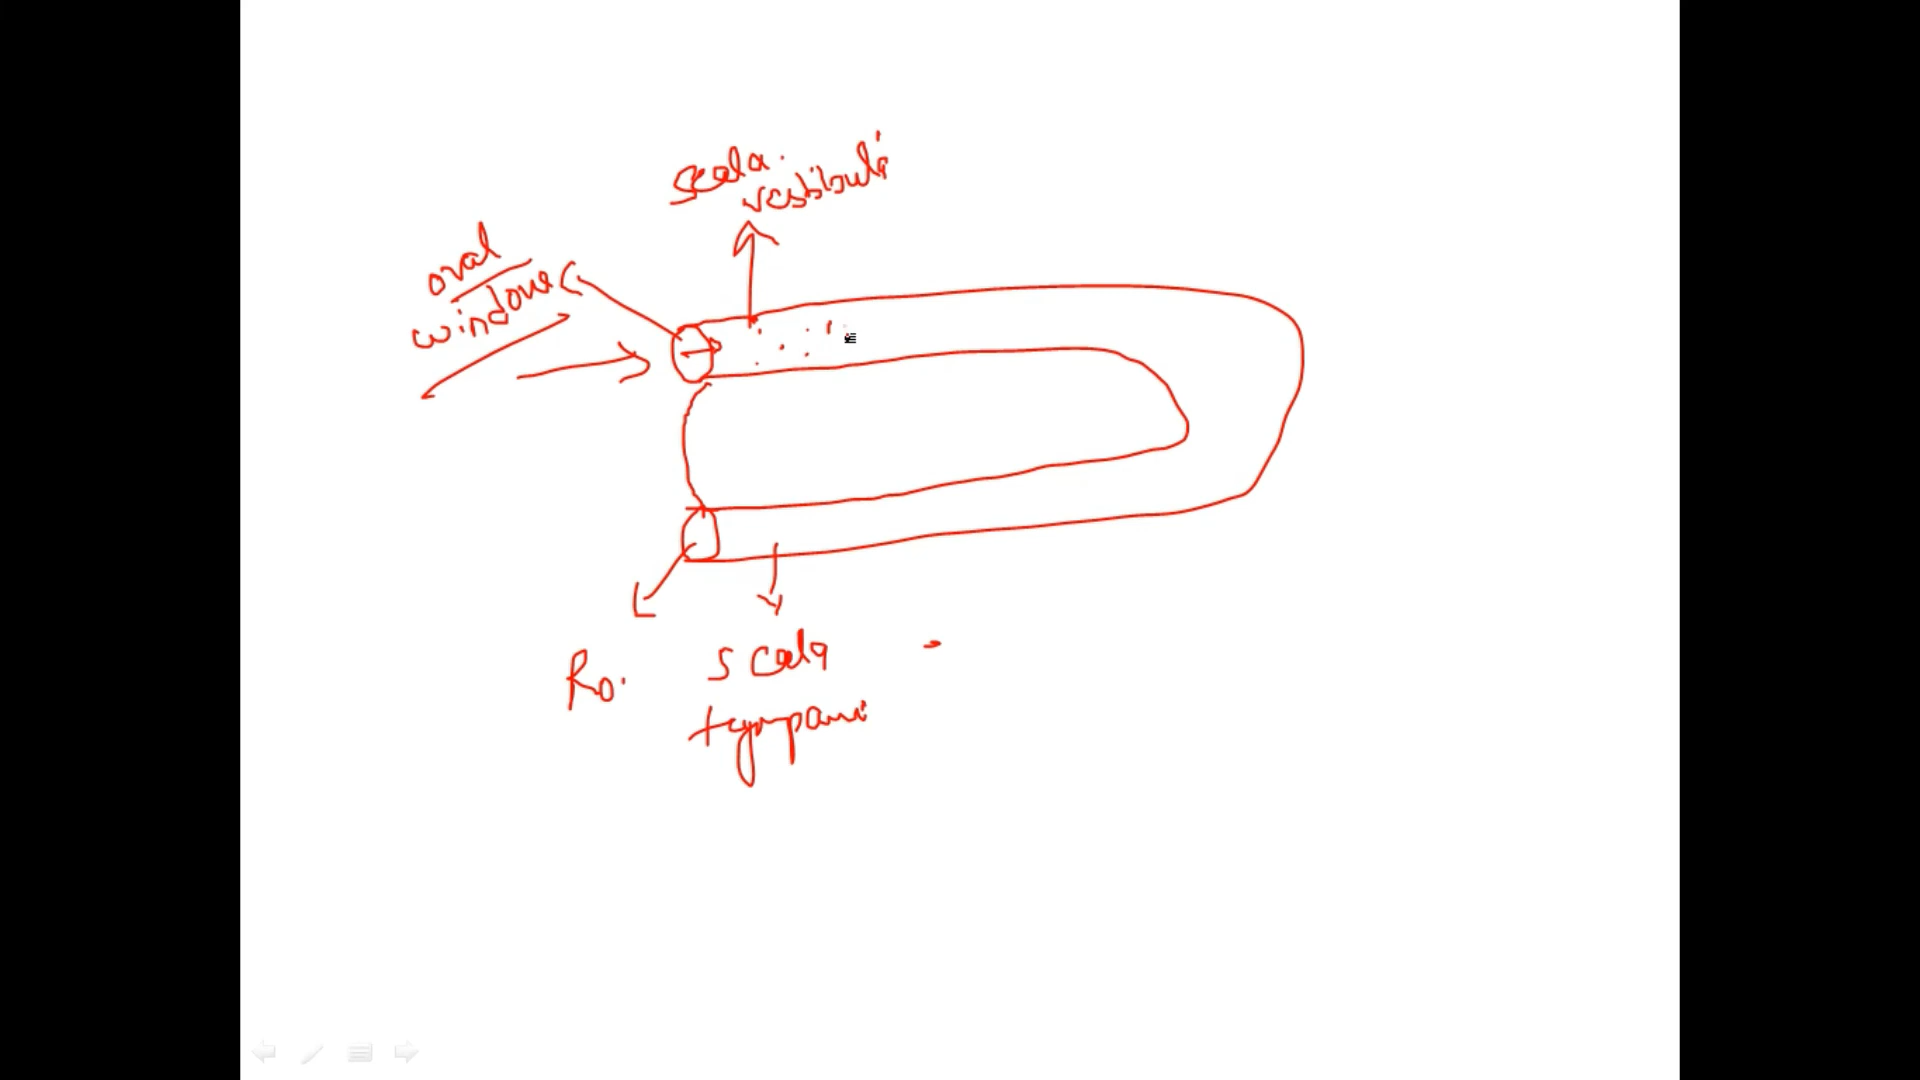 scala
vestibuli
oval
window
Ro.
scala
tympani